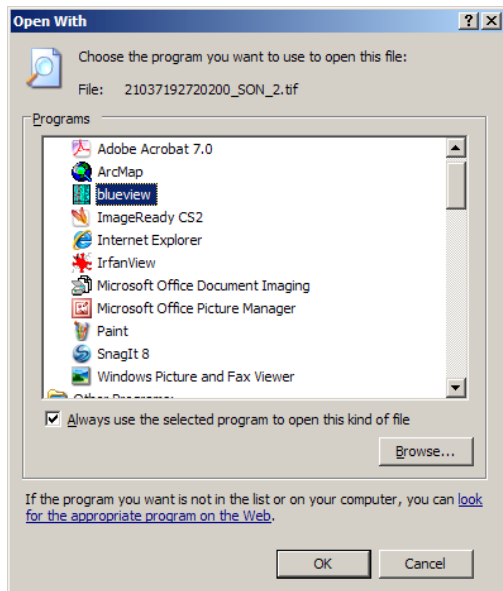 Open With
Choose the program you want to use to open this file:
File: 21037192720200_SON_2.tif
Programs
Adobe Acrobat 7.0
ArcMap
blueview
ImageReady CS2
Internet Explorer
IrfanView
Microsoft Office Document Imaging
Microsoft Office Picture Manager
Paint
SnagIt 8
Windows Picture and Fax Viewer
Other Programs:
Always use the selected program to open this kind of file
Browse...
If the program you want is not in the list or on your computer, you can look
for the appropriate program on the Web.
OK
Cancel